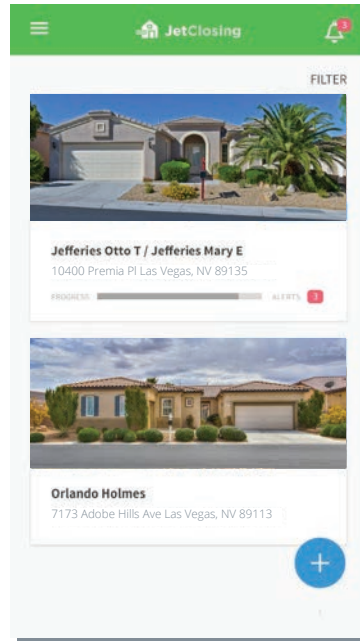 JetClosing
3
FILTER
Jefferies Otto T / Jefferies Mary E
10400 Premia Pl Las Vegas, NV 89135
PROGRESS ALERTS 3
Orlando Holmes
7173 Adobe Hills Ave Las Vegas, NV 89113
+